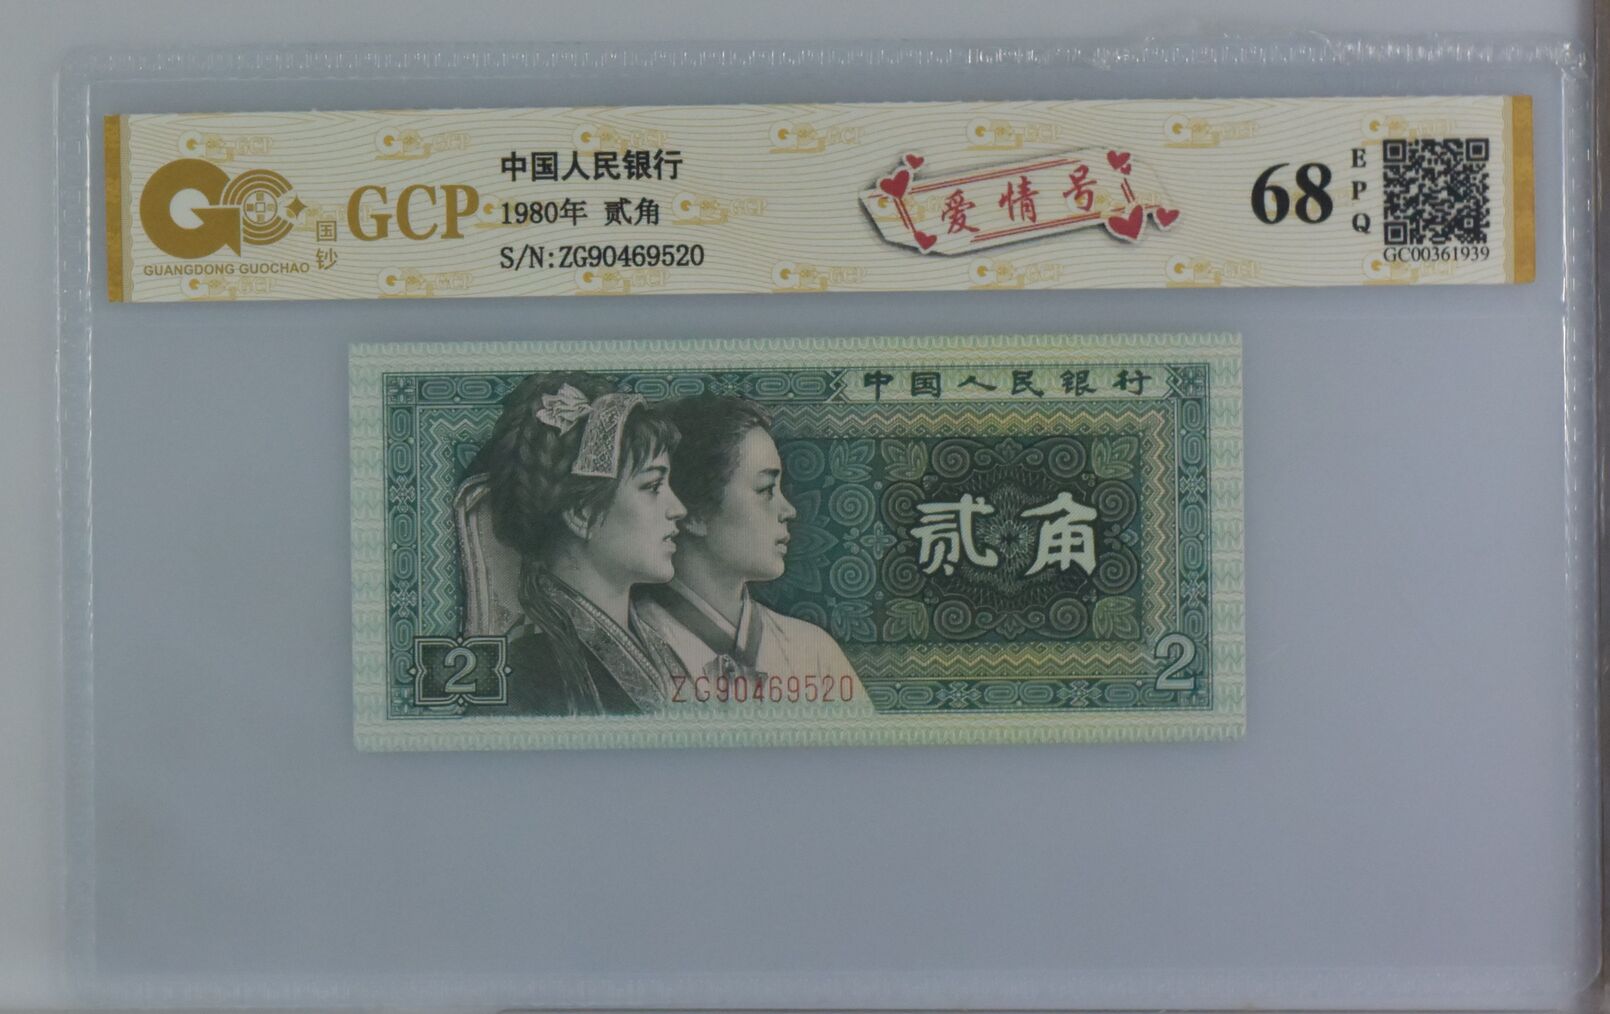 中国人民银行
1980年 贰角
S/N:ZG90469520
GCP
国钞
GUANGDONG GUOCHAO
爱情号
68
EPQ
GC00361939
中国人民银行
贰角
2
2
ZG90469520